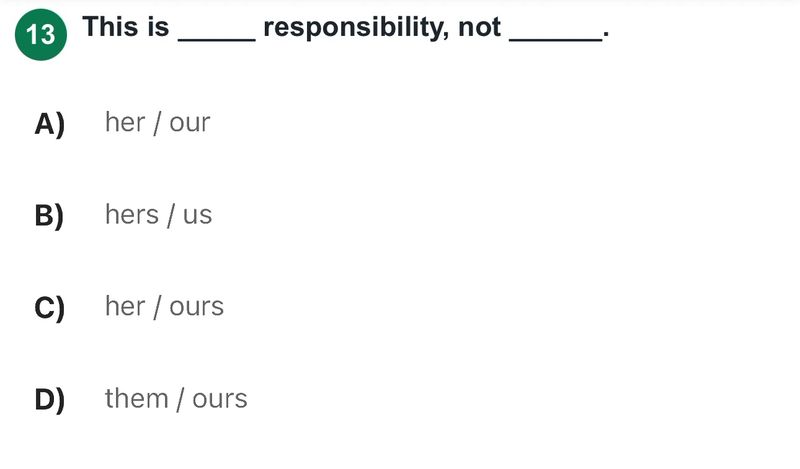 13 This is _____ responsibility, not ______.
A) her / our
B) hers / us
C) her / ours
D) them / ours